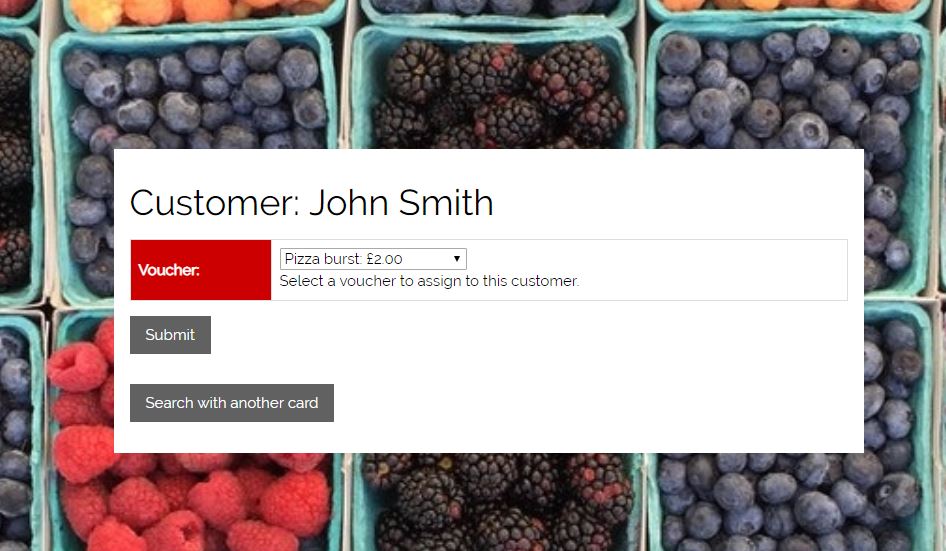 Customer: John Smith
Voucher:
Pizza burst: £2.00
Select a voucher to assign to this customer.
Submit
Search with another card